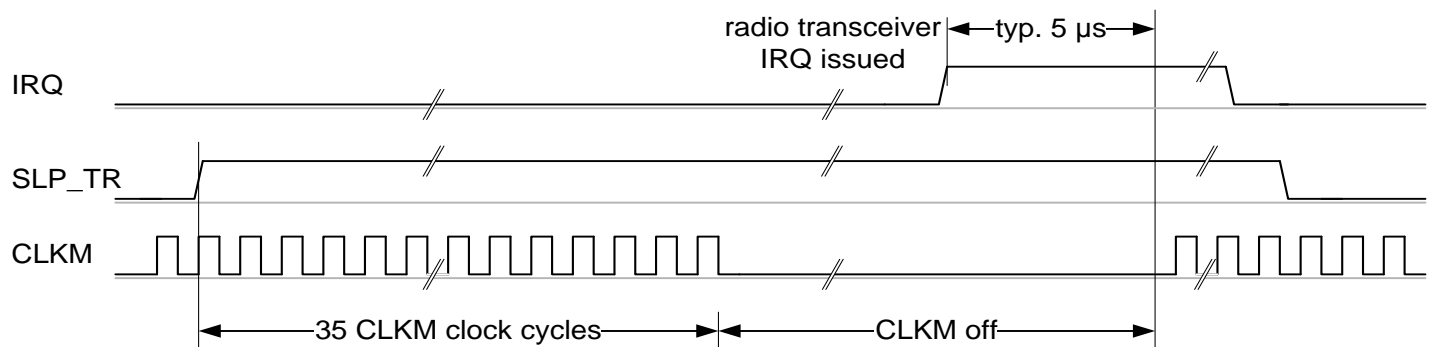 radio transceiver
IRQ issued
typ. 5 µs
IRQ
SLP_TR
CLKM
35 CLKM clock cycles
CLKM off